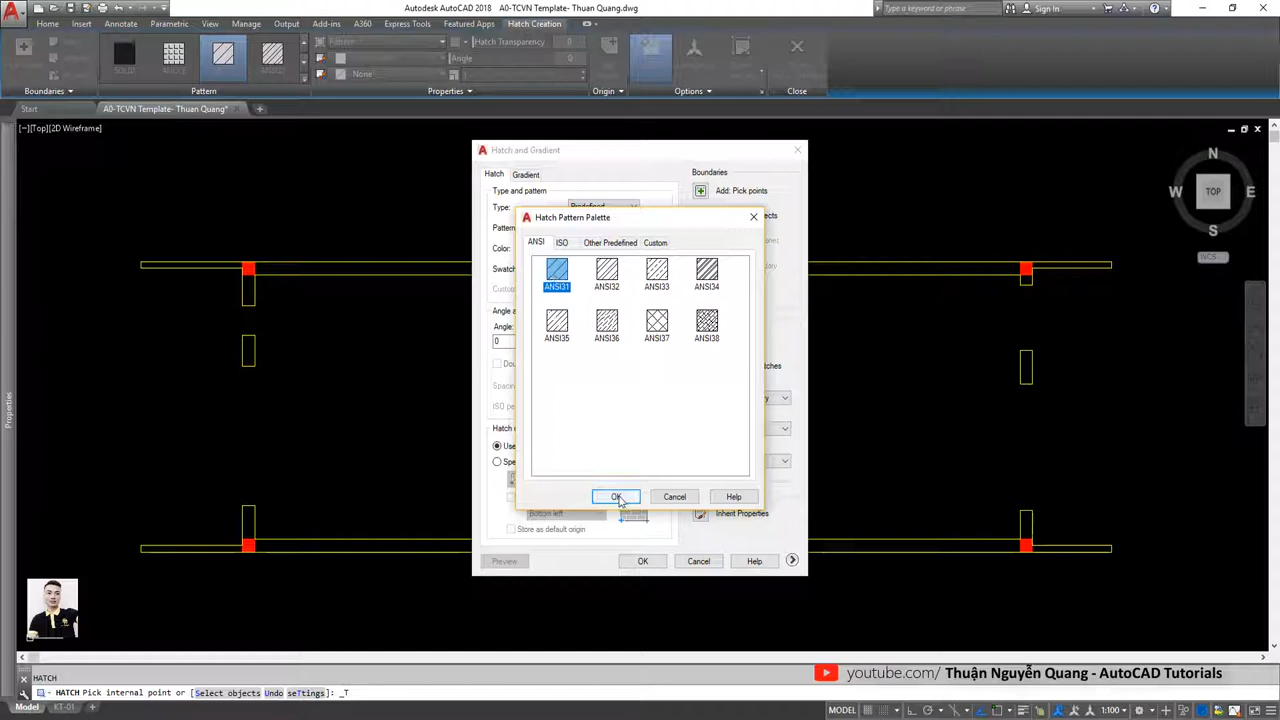 Autodesk AutoCAD 2018 A0-TCVN Template- Thuan Quang.dwg
Type a keyword or phrase
Sign In
Home Insert Annotate Parametric View Manage Output Add-ins A360 Express Tools Featured Apps Hatch Creation
SOLID
Pattern
Hatch Transparency 0
Angle 0
None
Boundaries Pattern Properties Origin Options Close
Start A0-TCVN Template- Thuan Quang*
[−][Top][2D Wireframe]
N
W TOP E
S
WCS
Properties
Hatch and Gradient
Hatch Gradient
Boundaries
Type and pattern
Add: Pick points
Type: Predefined
Hatch Pattern Palette
ANSI ISO Other Predefined Custom
Color:
ANSI31 ANSI32 ANSI33 ANSI34
Angle:
0
ANSI35 ANSI36 ANSI37 ANSI38
OK Cancel Help
Bottom left
Inherit Properties
Store as default origin
Preview OK Cancel Help
HATCH
HATCH Pick internal point or [Select objects Undo seTtings]: _T
youtube.com/ Thuận Nguyễn Quang - AutoCAD Tutorials
Model KT-01
MODEL 1:100